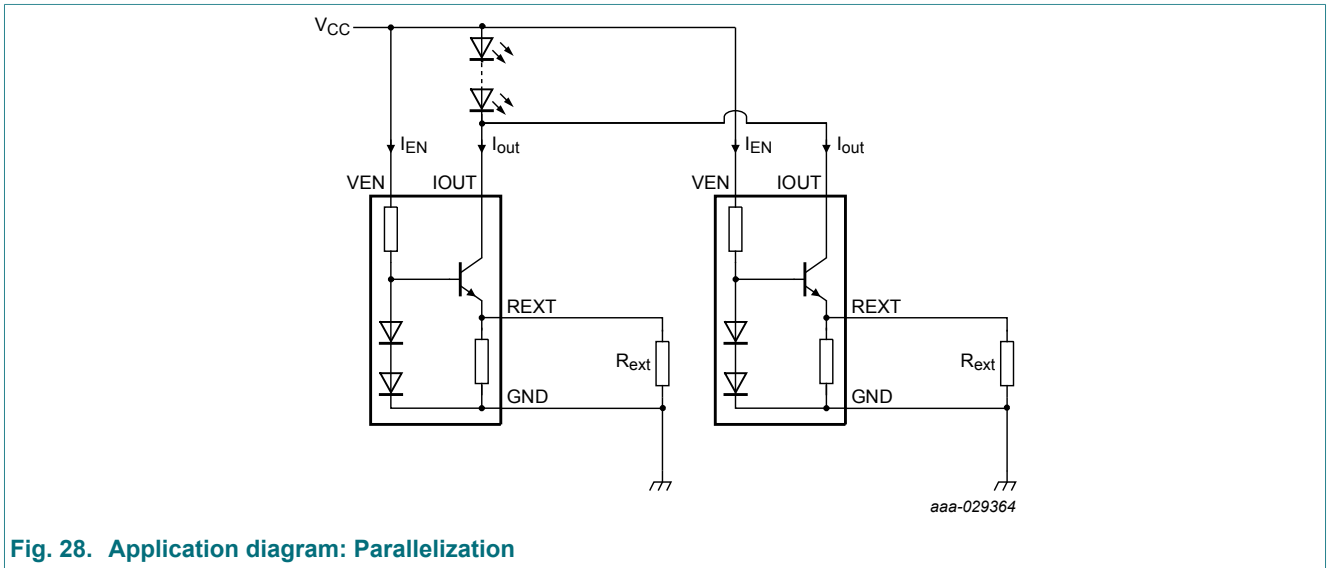 VCC
IEN
Iout
IEN
Iout
VEN
IOUT
VEN
IOUT
REXT
REXT
Rext
Rext
GND
GND
aaa-029364
Fig. 28. Application diagram: Parallelization